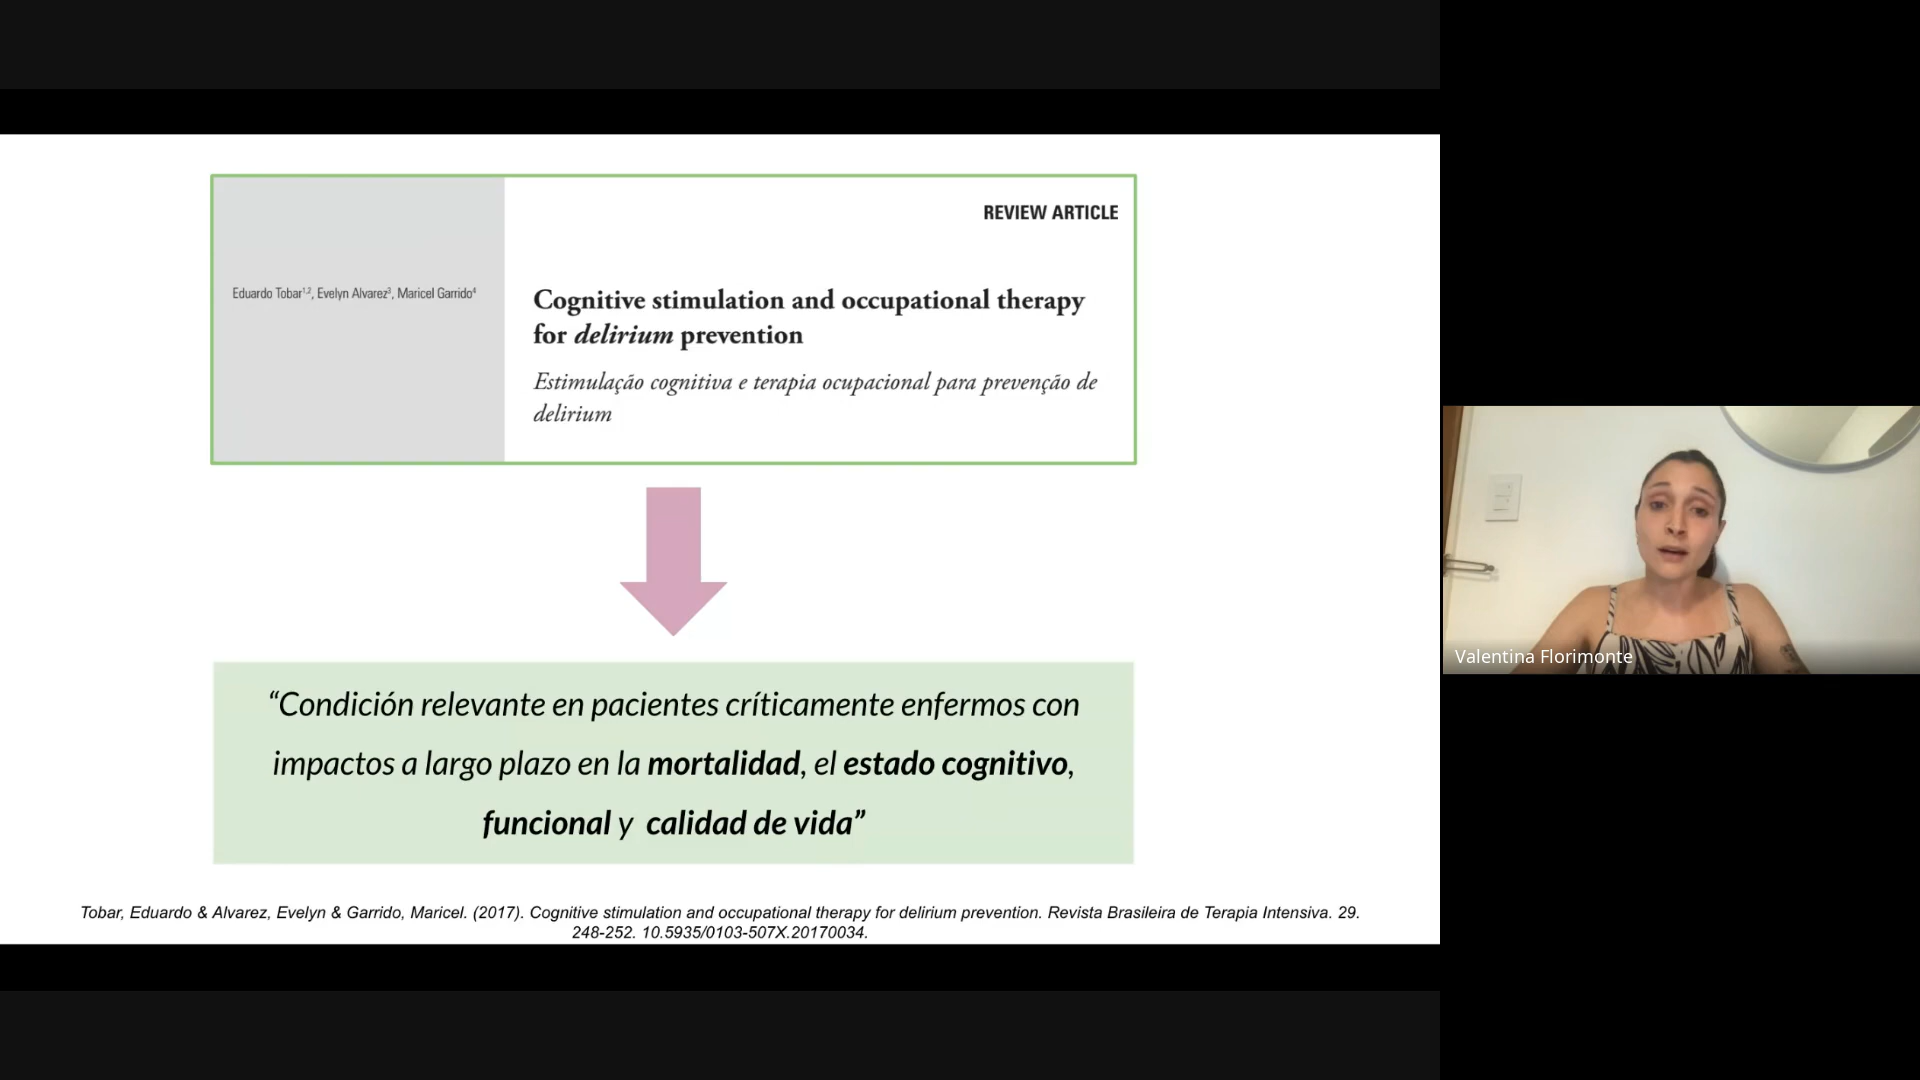 REVIEW ARTICLE
Eduardo Tobar1,2, Evelyn Alvarez3, Maricel Garrido4
Cognitive stimulation and occupational therapy
for delirium prevention
Estimulação cognitiva e terapia ocupacional para prevenção de
delirium
“Condición relevante en pacientes críticamente enfermos con
impactos a largo plazo en la mortalidad, el estado cognitivo,
funcional y calidad de vida”
Tobar, Eduardo & Alvarez, Evelyn & Garrido, Maricel. (2017). Cognitive stimulation and occupational therapy for delirium prevention. Revista Brasileira de Terapia Intensiva. 29.
248-252. 10.5935/0103-507X.20170034.
Valentina Florimonte